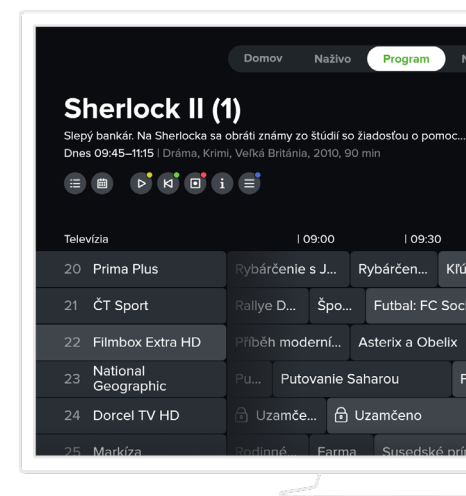 Domov Naživo Program N
Sherlock II (1)
Slepý bankár. Na Sherlocka sa obráti známy zo štúdií so žiadosťou o pomoc...
Dnes 09:45–11:15 | Dráma, Krimi, Veľká Británia, 2010, 90 min
Televízia | 09:00 | 09:30
20 Prima Plus Rybárčenie s J... Rybárčen... Kľú
21 ČT Sport Rallye D... Špo... Futbal: FC Soc
22 Filmbox Extra HD Příběh moderní... Asterix a Obelix
23 National Geographic Pu... Putovanie Saharou F
24 Dorcel TV HD Uzamče... Uzamčeno
25 Markíza Rodinné... Farma Susedské prí